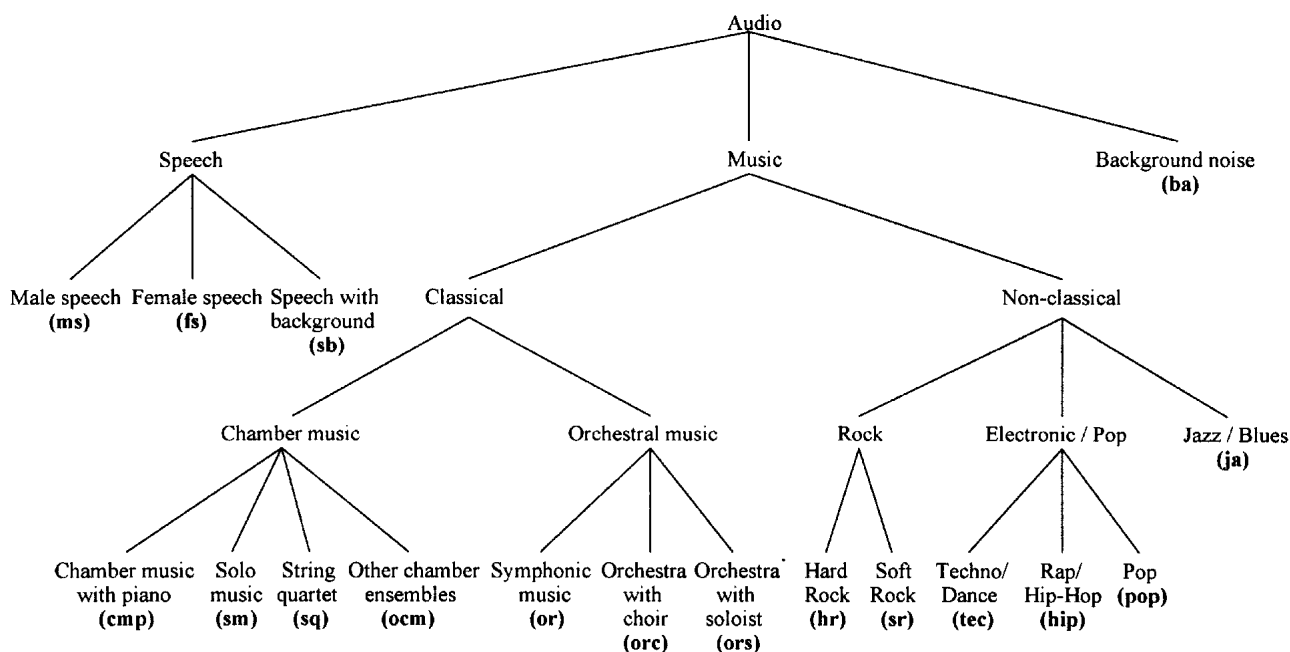 Audio
Speech
Music
Background noise
(ba)
Male speech
(ms)
Female speech
(fs)
Speech with
background
(sb)
Classical
Non-classical
Chamber music
Orchestral music
Rock
Electronic / Pop
Jazz / Blues
(ja)
Chamber music
with piano
(cmp)
Solo
music
(sm)
String
quartet
(sq)
Other chamber
ensembles
(ocm)
Symphonic
music
(or)
Orchestra
with
choir
(orc)
Orchestra
with
soloist
(ors)
Hard
Rock
(hr)
Soft
Rock
(sr)
Techno/
Dance
(tec)
Rap/
Hip-Hop
(hip)
Pop
(pop)